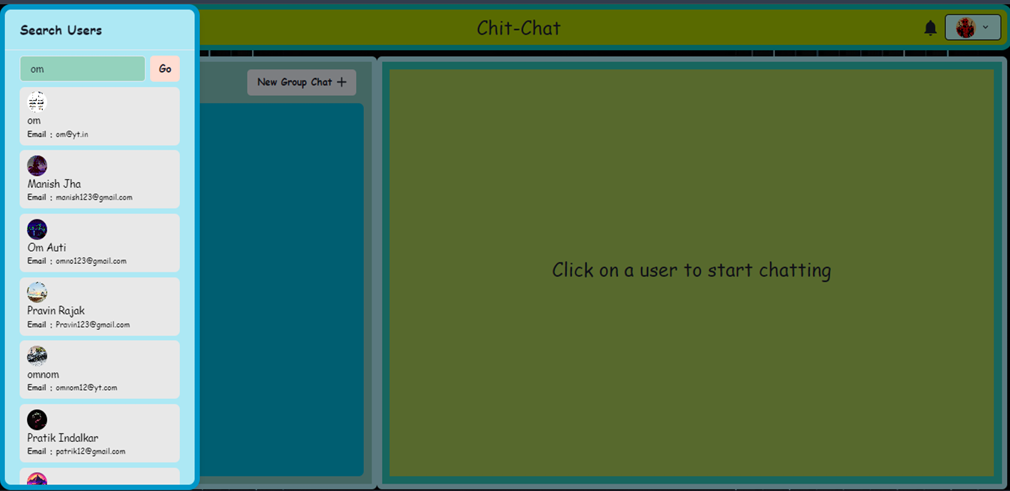 Search Users
om
Go
om
Email : om@yt.in
Manish Jha
Email : manish123@gmail.com
Om Auti
Email : omno123@gmail.com
Pravin Rajak
Email : Pravin123@gmail.com
omnom
Email : omnom12@yt.com
Pratik Indalkar
Email : patrik12@gmail.com
Chit-Chat
New Group Chat +
Click on a user to start chatting